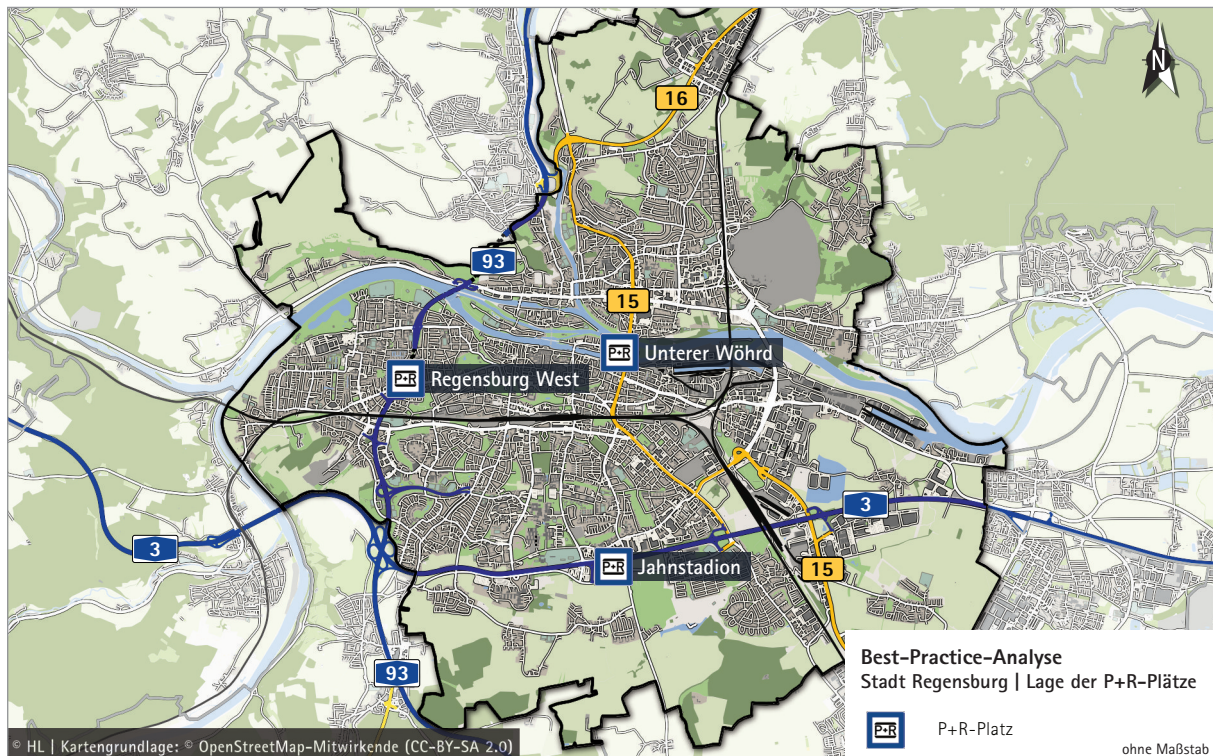 N
16
93
15
P+R Unterer Wöhrd
P+R Regensburg West
3
3
P+R Jahnstadion
15
93
Best-Practice-Analyse
Stadt Regensburg | Lage der P+R-Plätze
P+R P+R-Platz
ohne Maßstab
© HL | Kartengrundlage: © OpenStreetMap-Mitwirkende (CC-BY-SA 2.0)